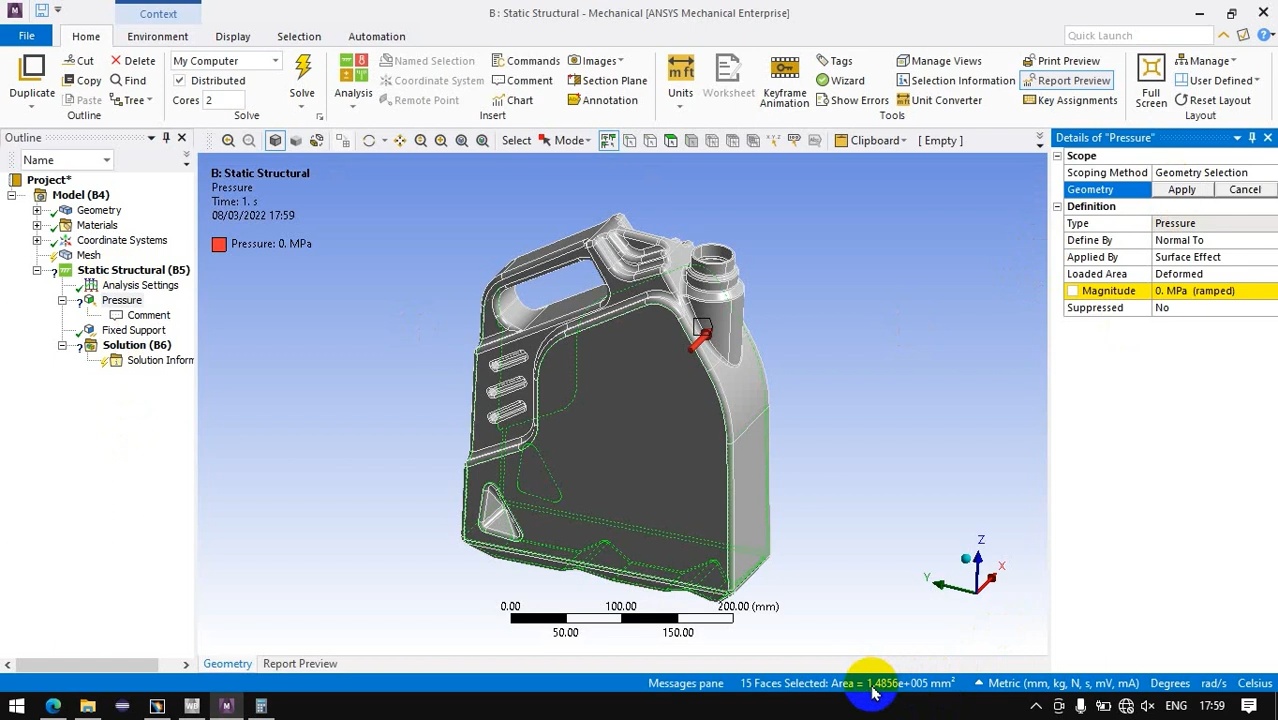 Context
B : Static Structural - Mechanical [ANSYS Mechanical Enterprise]
File
Home
Environment
Display
Selection
Automation
Quick Launch
Duplicate
Cut
Copy
Paste
Delete
Find
Tree
Outline
My Computer
Distributed
Cores 2
Solve
Solve
Analysis
Named Selection
Coordinate System
Remote Point
Commands
Comment
Chart
Images
Section Plane
Annotation
Insert
Units
Worksheet
Keyframe
Animation
Tags
Wizard
Show Errors
Manage Views
Selection Information
Unit Converter
Print Preview
Report Preview
Key Assignments
Tools
Full
Screen
Manage
User Defined
Reset Layout
Layout
Outline
Select
Mode
Clipboard
[ Empty ]
Name
Project*
Model (B4)
Geometry
Materials
Coordinate Systems
Mesh
Static Structural (B5)
Analysis Settings
Pressure
Comment
Fixed Support
Solution (B6)
Solution Inform
B: Static Structural
Pressure
Time: 1. s
08/03/2022 17:59
Pressure: 0. MPa
Z
X
Y
0.00 100.00 200.00 (mm)
50.00 150.00
Details of "Pressure"
Scope
Scoping Method Geometry Selection
Geometry Apply Cancel
Definition
Type Pressure
Define By Normal To
Applied By Surface Effect
Loaded Area Deformed
Magnitude 0. MPa (ramped)
Suppressed No
Geometry
Report Preview
Messages pane 15 Faces Selected: Area = 1.4856e+005 mm² Metric (mm, kg, N, s, mV, mA) Degrees rad/s Celsius
ENG 17:59